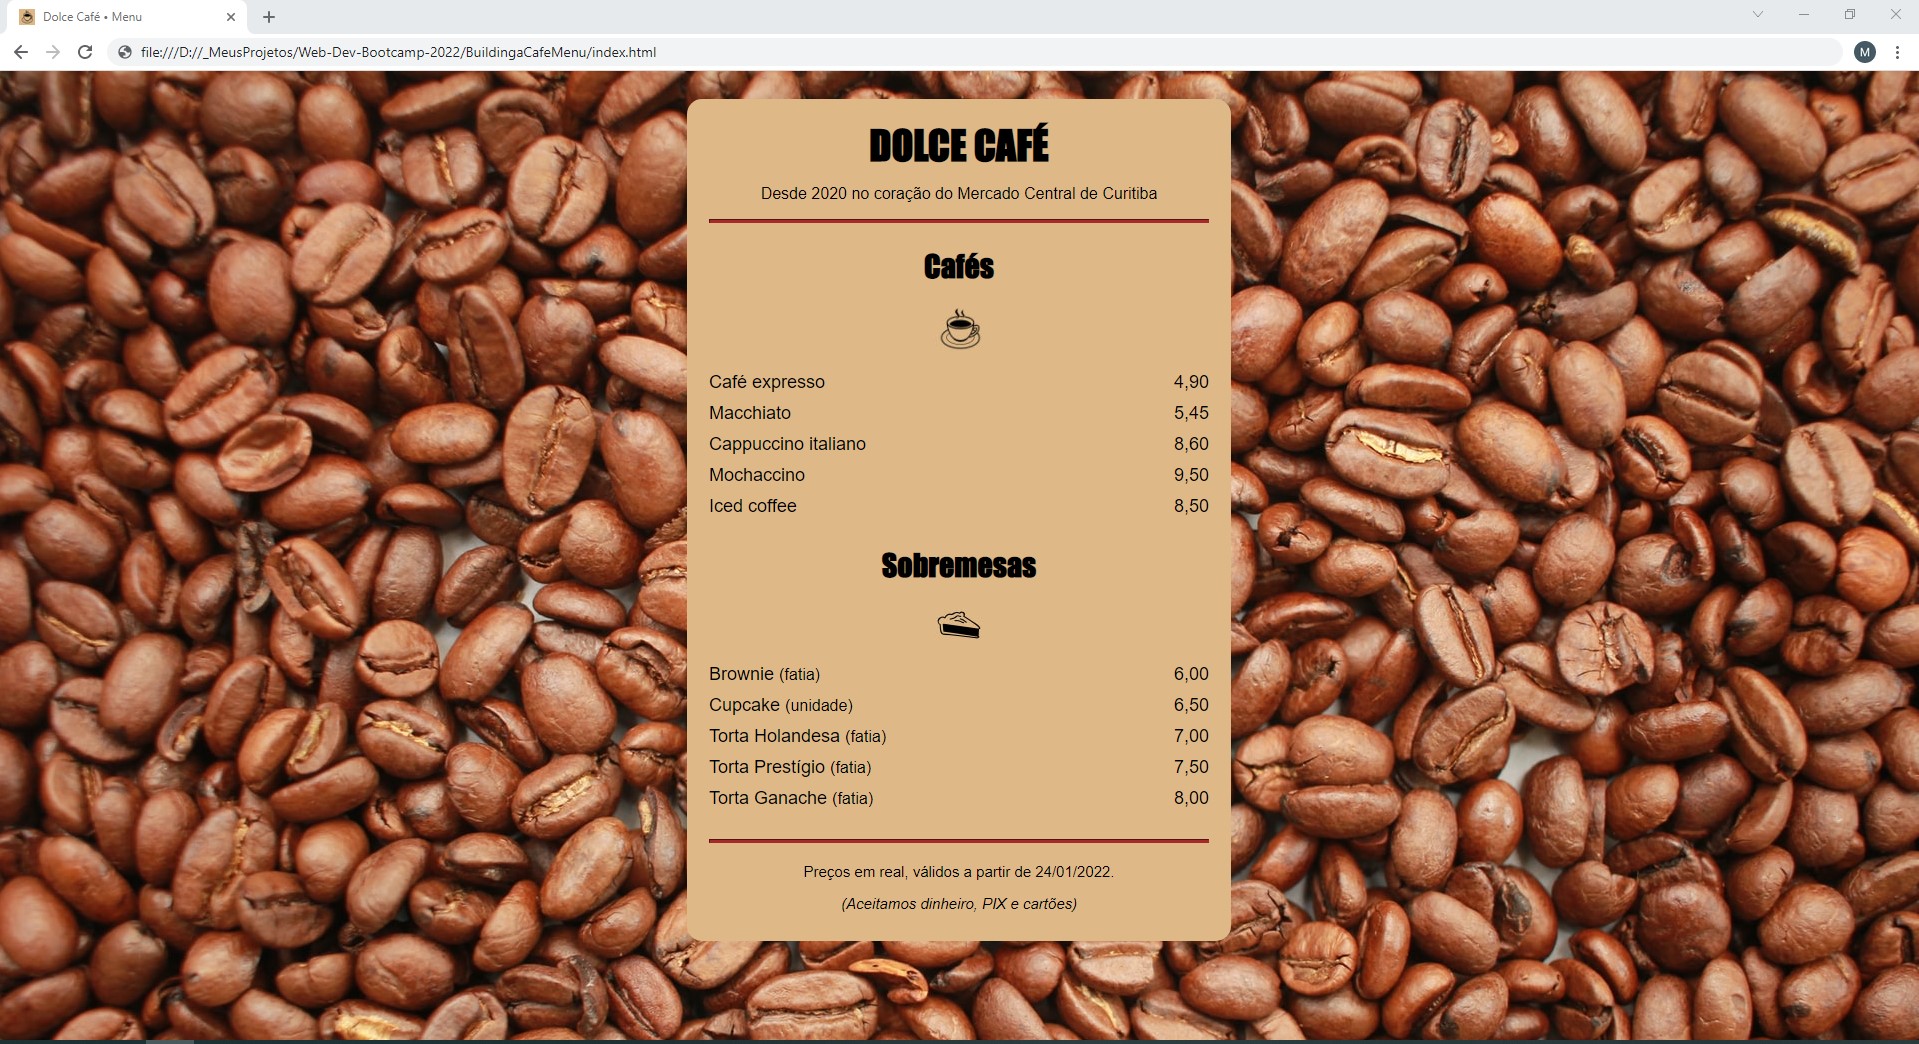 Dolce Café • Menu
file:///D://_MeusProjetos/Web-Dev-Bootcamp-2022/BuildingaCafeMenu/index.html
M
DOLCE CAFÉ
Desde 2020 no coração do Mercado Central de Curitiba
Cafés
Café expresso 4,90
Macchiato 5,45
Cappuccino italiano 8,60
Mochaccino 9,50
Iced coffee 8,50
Sobremesas
Brownie (fatia) 6,00
Cupcake (unidade) 6,50
Torta Holandesa (fatia) 7,00
Torta Prestígio (fatia) 7,50
Torta Ganache (fatia) 8,00
Preços em real, válidos a partir de 24/01/2022.
(Aceitamos dinheiro, PIX e cartões)